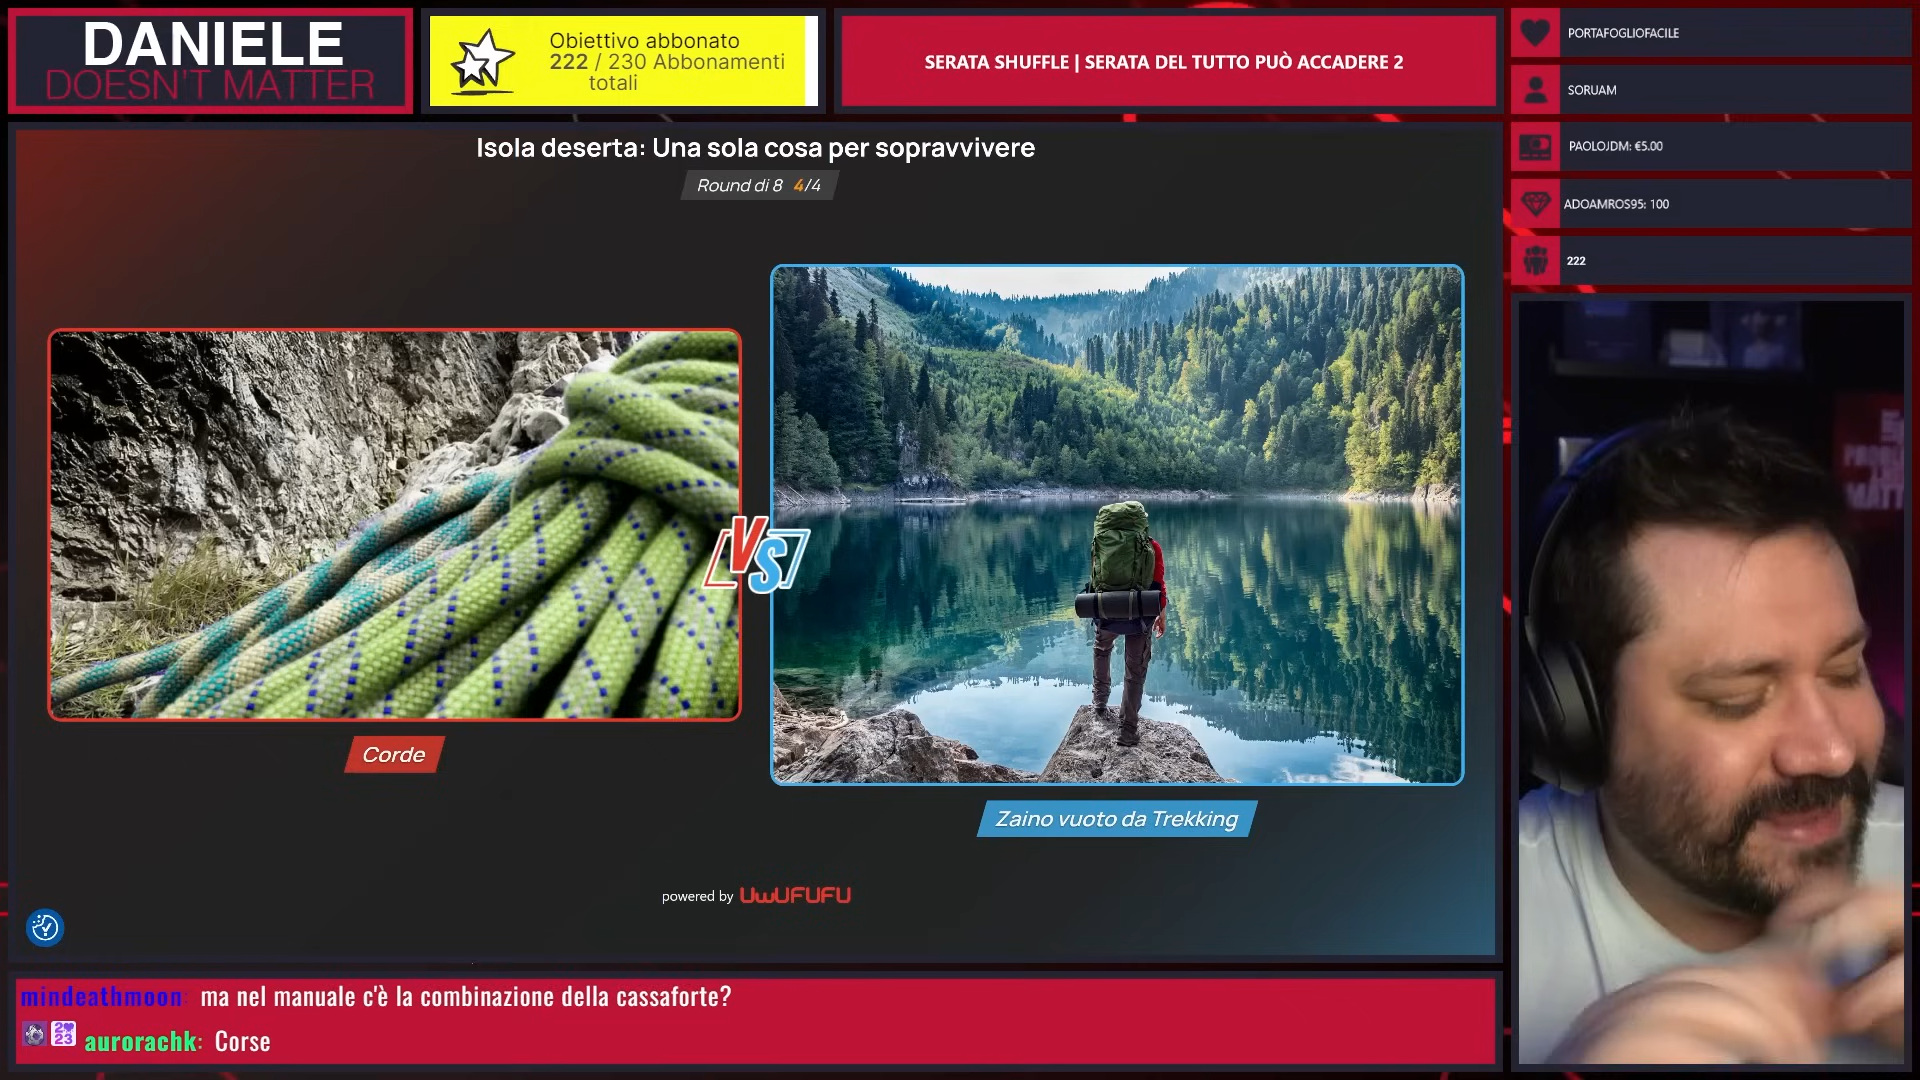 DANIELE
DOESN'T MATTER
Obiettivo abbonato
222 / 230 Abbonamenti
totali
SERATA SHUFFLE | SERATA DEL TUTTO PUÒ ACCADERE 2
PORTAFOGLIOFACILE
SORUAM
PAOLOJDM: €5.00
ADOAMROS95: 100
222
Isola deserta: Una sola cosa per sopravvivere
Round di 8 4/4
VS
Corde
Zaino vuoto da Trekking
powered by UwUFUFU
mindeathmoon: ma nel manuale c'è la combinazione della cassaforte?
2023
aurorachk: Corse